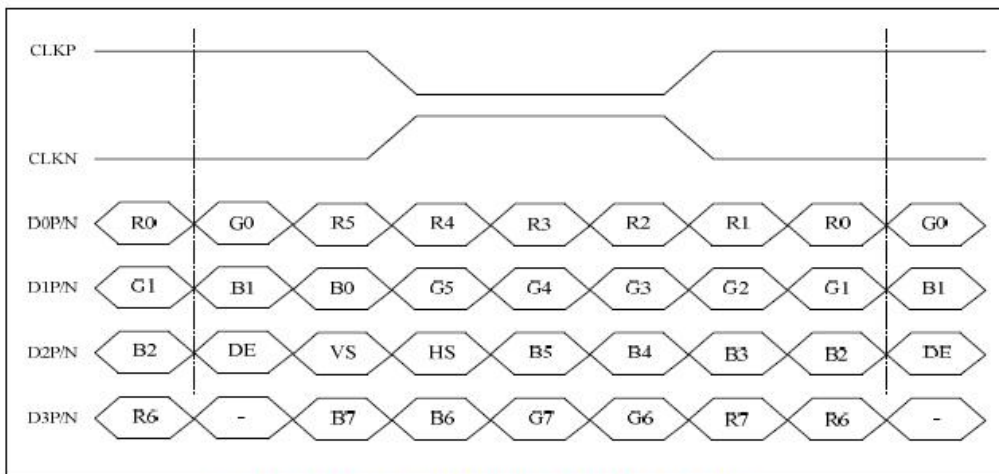 CLKP
CLKN
D0P/N R0 G0 R5 R4 R3 R2 R1 R0 G0
D1P/N G1 B1 B0 G5 G4 G3 G2 G1 B1
D2P/N B2 DE VS HS B5 B4 B3 B2 DE
D3P/N R6 - B7 B6 G7 G6 R7 R6 -